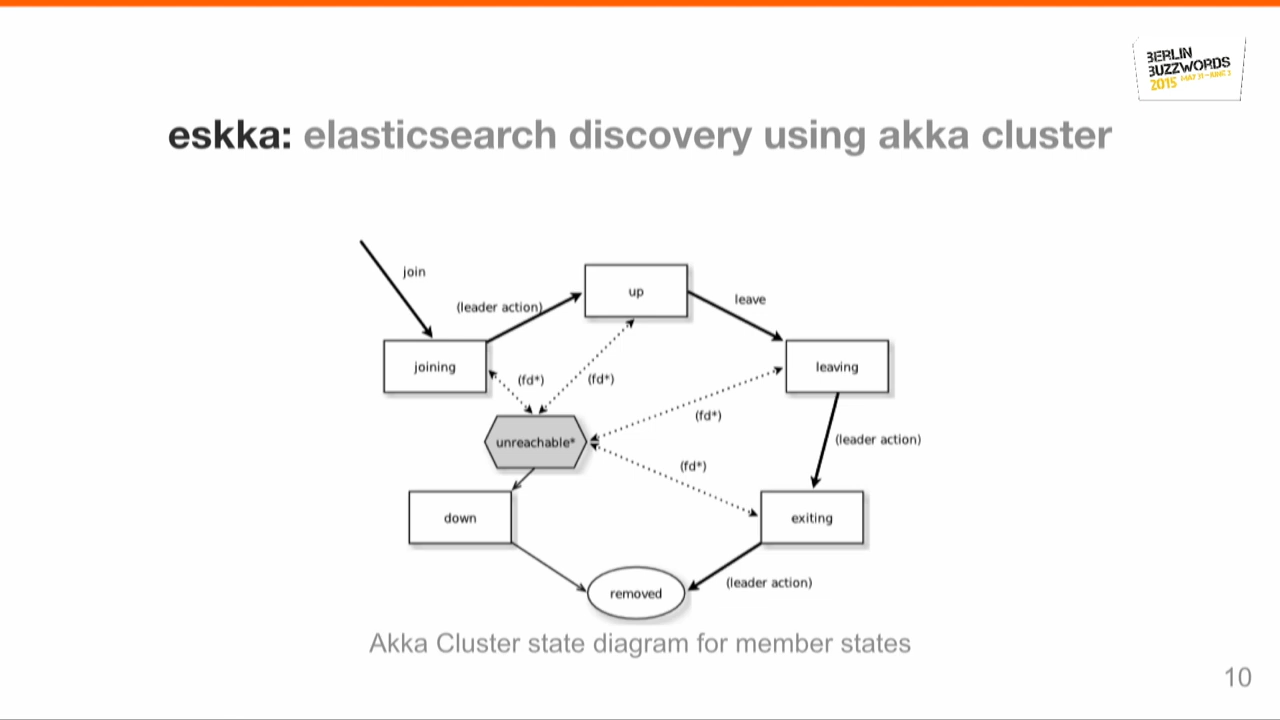 BERLIN
BUZZWORDS
2015
eskka: elasticsearch discovery using akka cluster
join
(leader action)
up
leave
joining
(fd*)
(fd*)
leaving
(fd*)
unreachable*
(leader action)
(fd*)
down
exiting
removed
(leader action)
Akka Cluster state diagram for member states
10